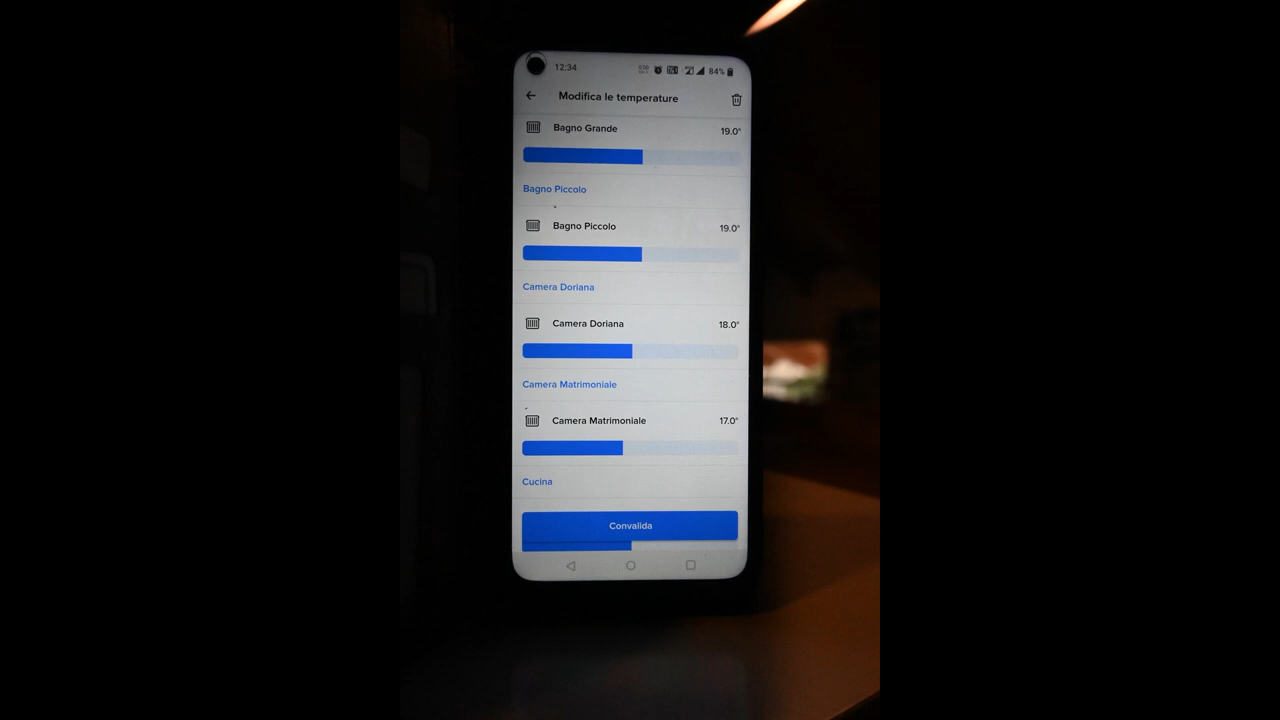 12:34
84%
Modifica le temperature
Bagno Grande 19.0°
Bagno Piccolo
Bagno Piccolo 19.0°
Camera Doriana
Camera Doriana 18.0°
Camera Matrimoniale
Camera Matrimoniale 17.0°
Cucina
Convalida